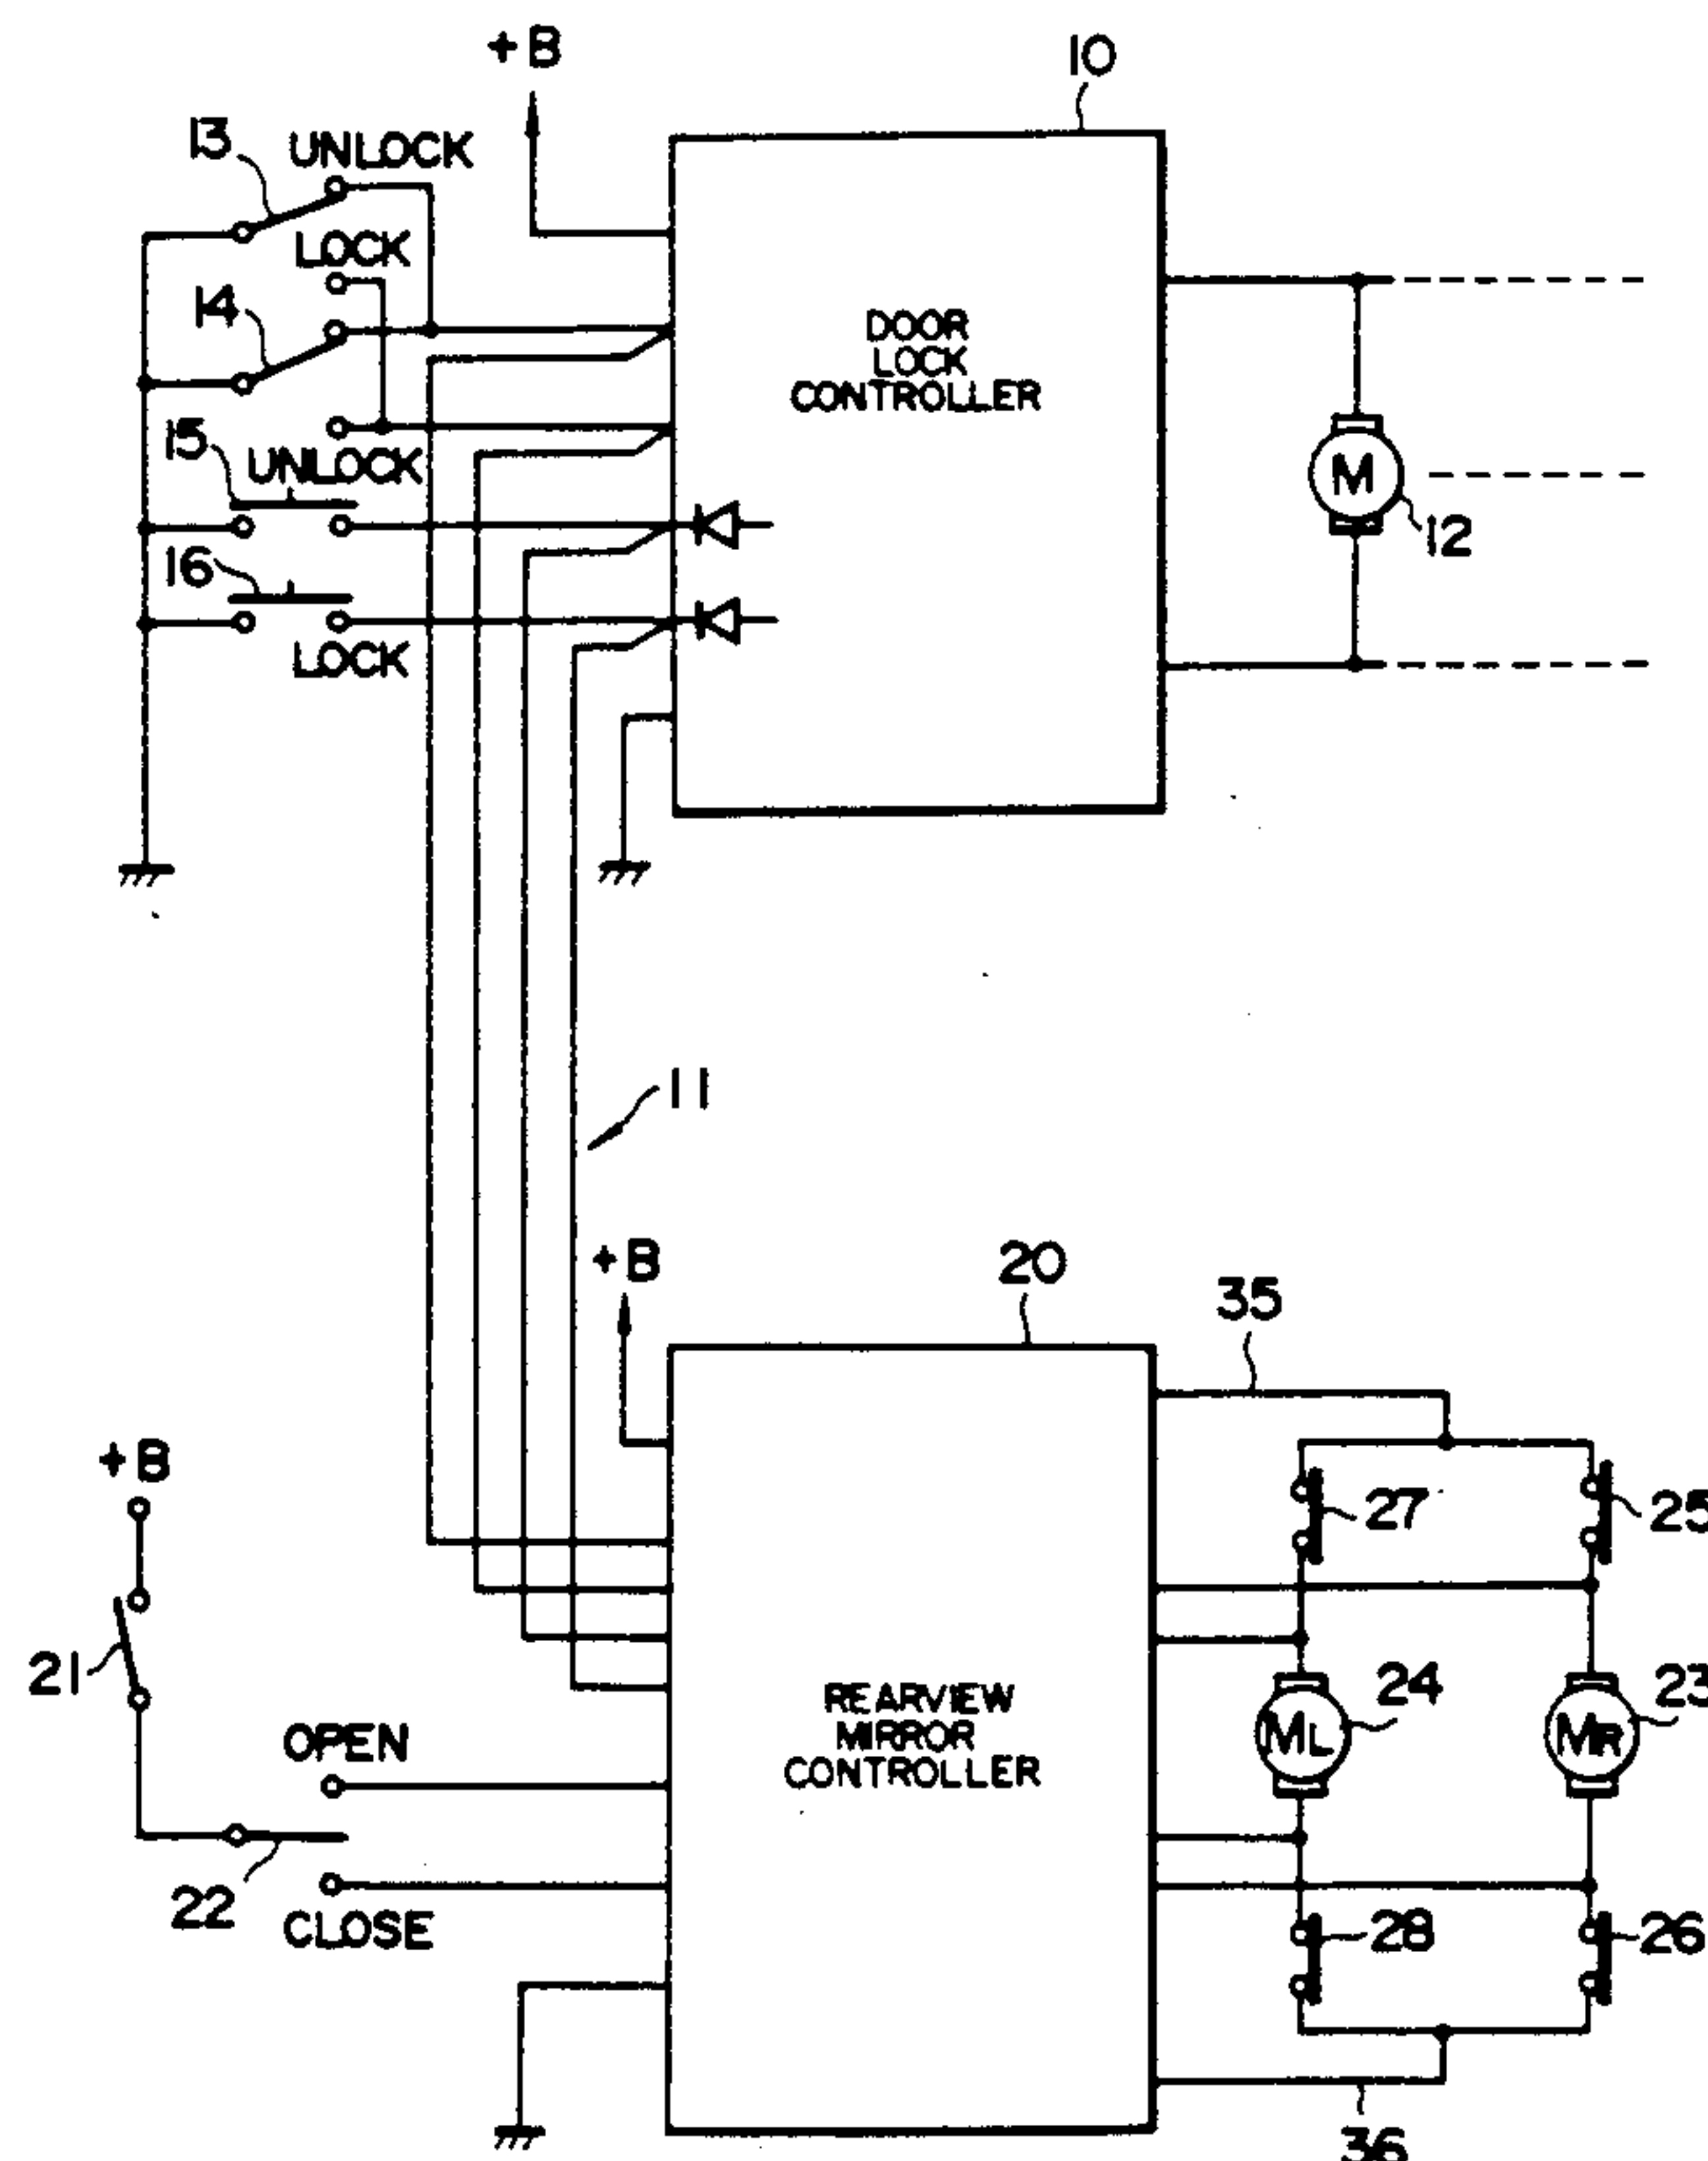 +B
10
13
UNLOCK
LOCK
14
DOOR
LOCK
CONTROLLER
15
UNLOCK
M
12
16
LOCK
11
+B
20
35
+B
27
25
21
REARVIEW
MIRROR
CONTROLLER
24
23
ML
MR
OPEN
22
CLOSE
28
26
36